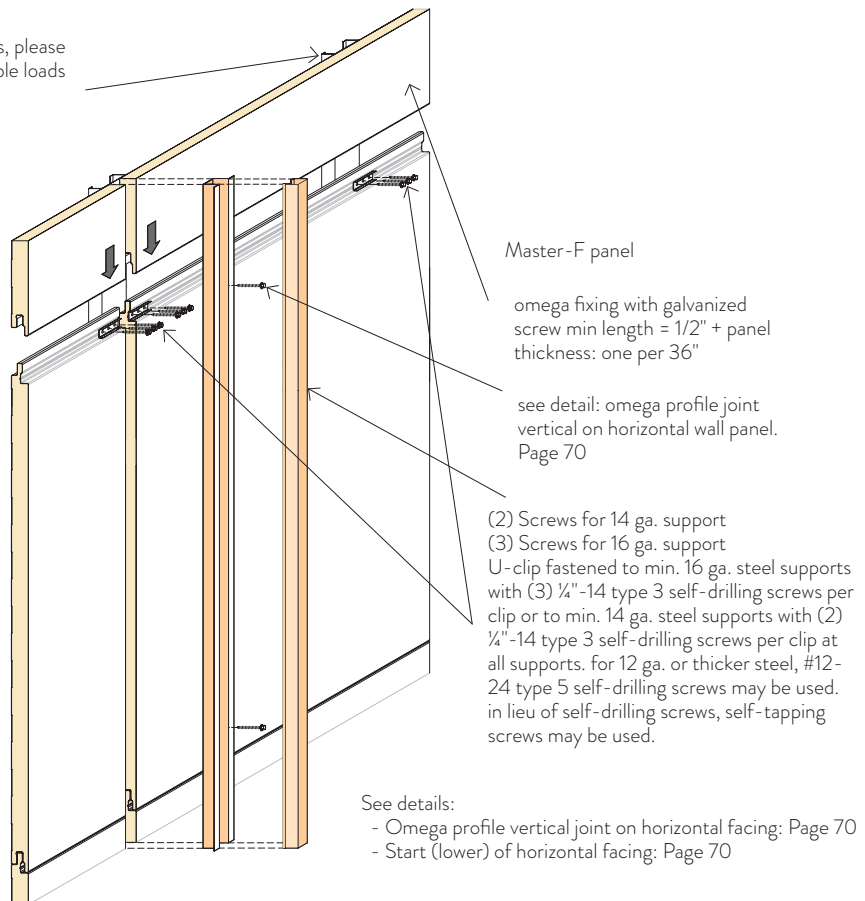 s, please
ole loads
Master-F panel
omega fixing with galvanized
screw min length = 1/2" + panel
thickness: one per 36"
see detail: omega profile joint
vertical on horizontal wall panel.
Page 70
(2) Screws for 14 ga. support
(3) Screws for 16 ga. support
U-clip fastened to min. 16 ga. steel supports
with (3) ¼"-14 type 3 self-drilling screws per
clip or to min. 14 ga. steel supports with (2)
¼"-14 type 3 self-drilling screws per clip at
all supports. for 12 ga. or thicker steel, #12-
24 type 5 self-drilling screws may be used.
in lieu of self-drilling screws, self-tapping
screws may be used.
See details:
- Omega profile vertical joint on horizontal facing: Page 70
- Start (lower) of horizontal facing: Page 70